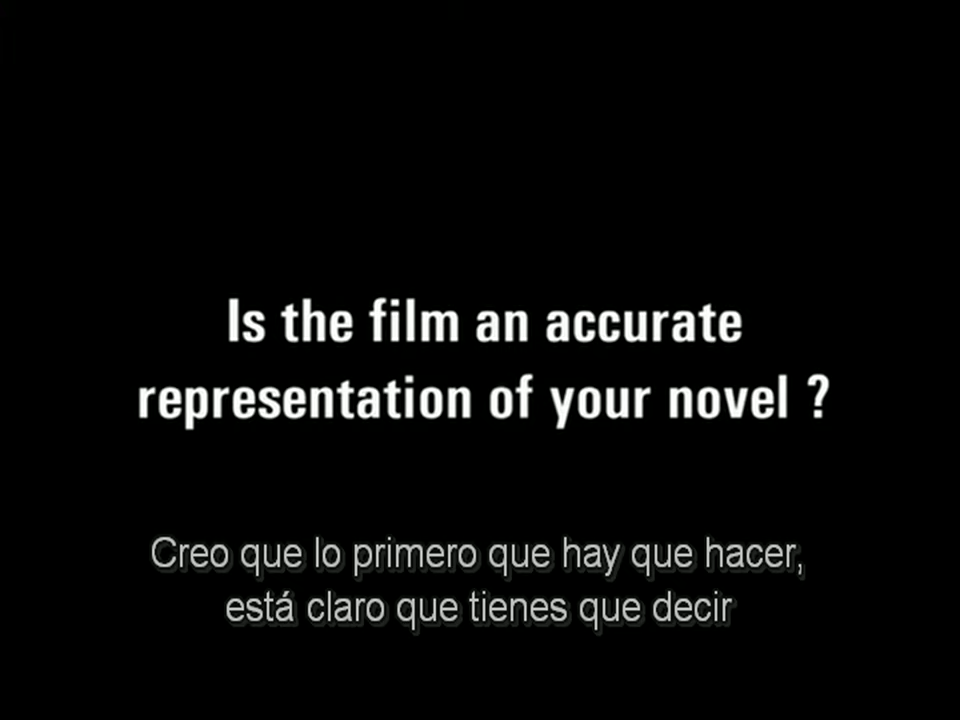 Is the film an accurate
representation of your novel ?
Creo que lo primero que hay que hacer,
está claro que tienes que decir